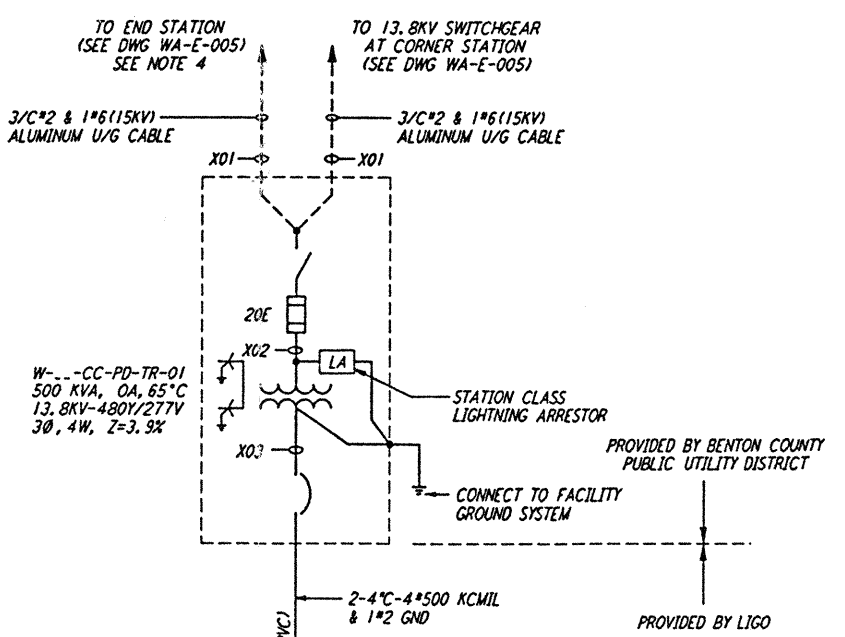 TO END STATION
(SEE DWG WA-E-005)
SEE NOTE 4
TO 13.8KV SWITCHGEAR
AT CORNER STATION
(SEE DWG WA-E-005)
3/C#2 & 1#6(15KV)
ALUMINUM U/G CABLE
3/C#2 & 1#6(15KV)
ALUMINUM U/G CABLE
X01
X01
20E
X02
LA
W-__-CC-PD-TR-01
500 KVA, OA, 65°C
13.8KV-480Y/277V
3Ø, 4W, Z=3.9%
STATION CLASS
LIGHTNING ARRESTOR
X03
PROVIDED BY BENTON COUNTY
PUBLIC UTILITY DISTRICT
CONNECT TO FACILITY
GROUND SYSTEM
2-4"C-4#500 KCMIL
& 1#2 GND
PROVIDED BY LIGO